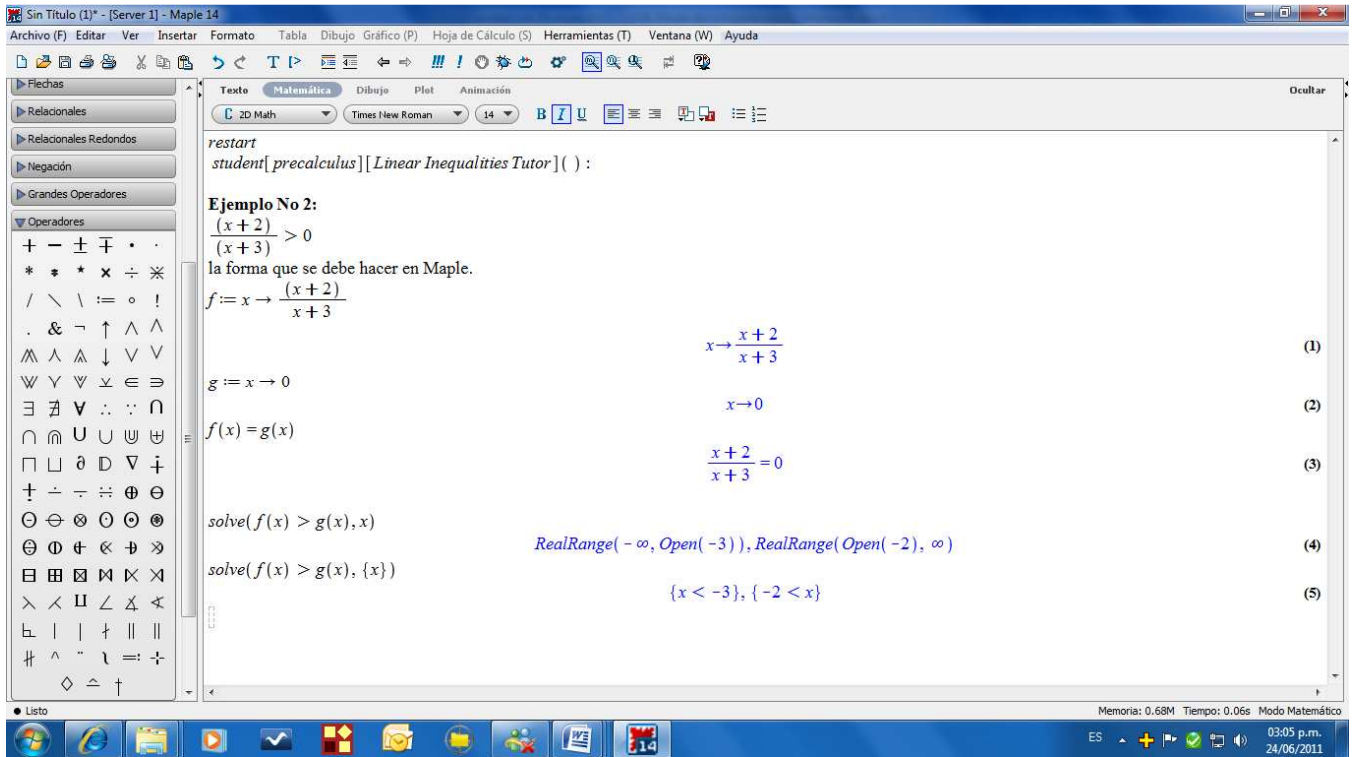 Sin Título (1)* - [Server 1] - Maple 14
Archivo (F) Editar Ver Insertar Formato Tabla Dibujo Gráfico (P) Hoja de Cálculo (S) Herramientas (T) Ventana (W) Ayuda
Flechas
Relacionales
Relacionales Redondos
Negación
Grandes Operadores
Operadores
+ − ± ∓ • ·
* ⁎ ⋆ × ÷ ⋇
/ ∖ \ := ∘ !
. & ¬ ↑ ∧ ∧
↓ ∨ ∨
⊻ ∈ ∋
∃ ∄ ∀ ∴ ∵ ∩
∩ ⋒ ∪ ∪ ⋓ ⊎
⊓ ⊔ ∂ 𝔻 ∇ ∔
Texto Matemática Dibujo Plot Animación Ocultar
C 2D Math Times New Roman 14 B I U
restart
student[ precalculus][Linear Inequalities Tutor]( ) :
Ejemplo No 2:
(x + 2)/(x + 3) > 0
la forma que se debe hacer en Maple.
f := x → (x + 2)/(x + 3)
x → (x + 2)/(x + 3) (1)
g := x → 0
x→0 (2)
f(x) = g(x)
(x + 2)/(x + 3) = 0 (3)
solve(f(x) > g(x), x)
RealRange(−∞, Open(−3)), RealRange(Open(−2), ∞) (4)
solve(f(x) > g(x), {x})
{x < −3}, {−2 < x} (5)
Listo
Memoria: 0.68M Tiempo: 0.06s Modo Matemático
ES
03:05 p.m.
24/06/2011